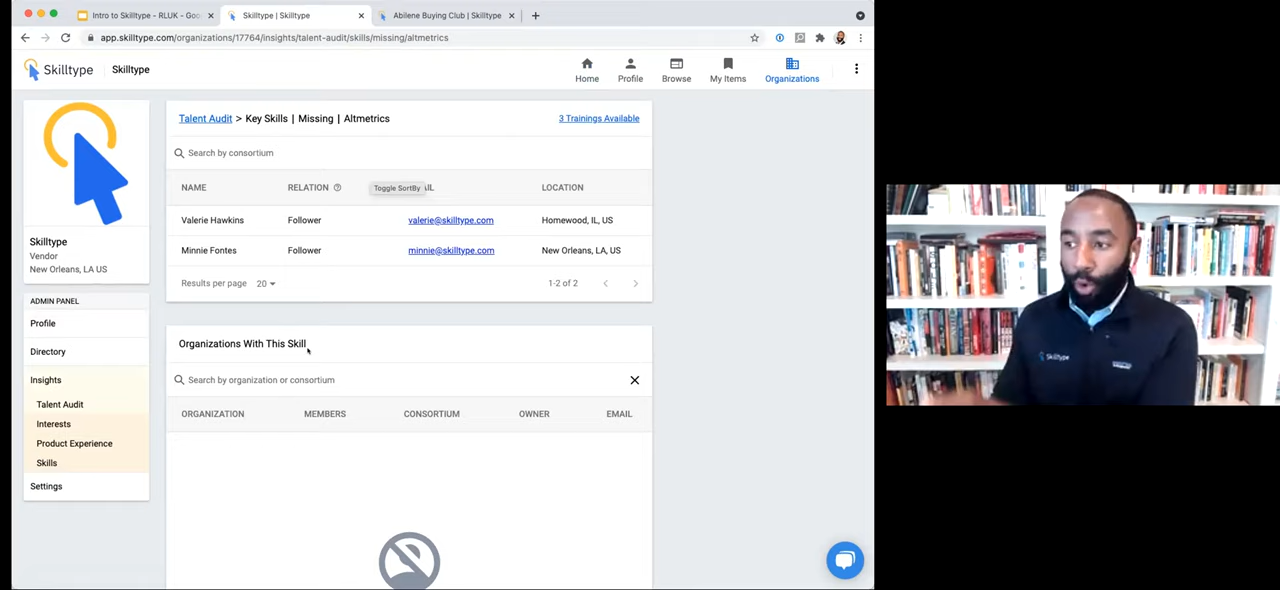 Intro to Skilltype - RLUK - Goo
Skilltype | Skilltype
Abilene Buying Club | Skilltype
app.skilltype.com/organizations/17764/insights/talent-audit/skills/missing/altmetrics
Skilltype
Skilltype
Home
Profile
Browse
My Items
Organizations
Skilltype
Vendor
New Orleans, LA US
ADMIN PANEL
Profile
Directory
Insights
Talent Audit
Interests
Product Experience
Skills
Settings
Talent Audit > Key Skills | Missing | Altmetrics
3 Trainings Available
Search by consortium
NAME RELATION Toggle SortBy AIL LOCATION
Valerie Hawkins Follower valerie@skilltype.com Homewood, IL, US
Minnie Fontes Follower minnie@skilltype.com New Orleans, LA, US
Results per page 20 1-2 of 2
Organizations With This Skill
Search by organization or consortium
ORGANIZATION MEMBERS CONSORTIUM OWNER EMAIL
Skilltype